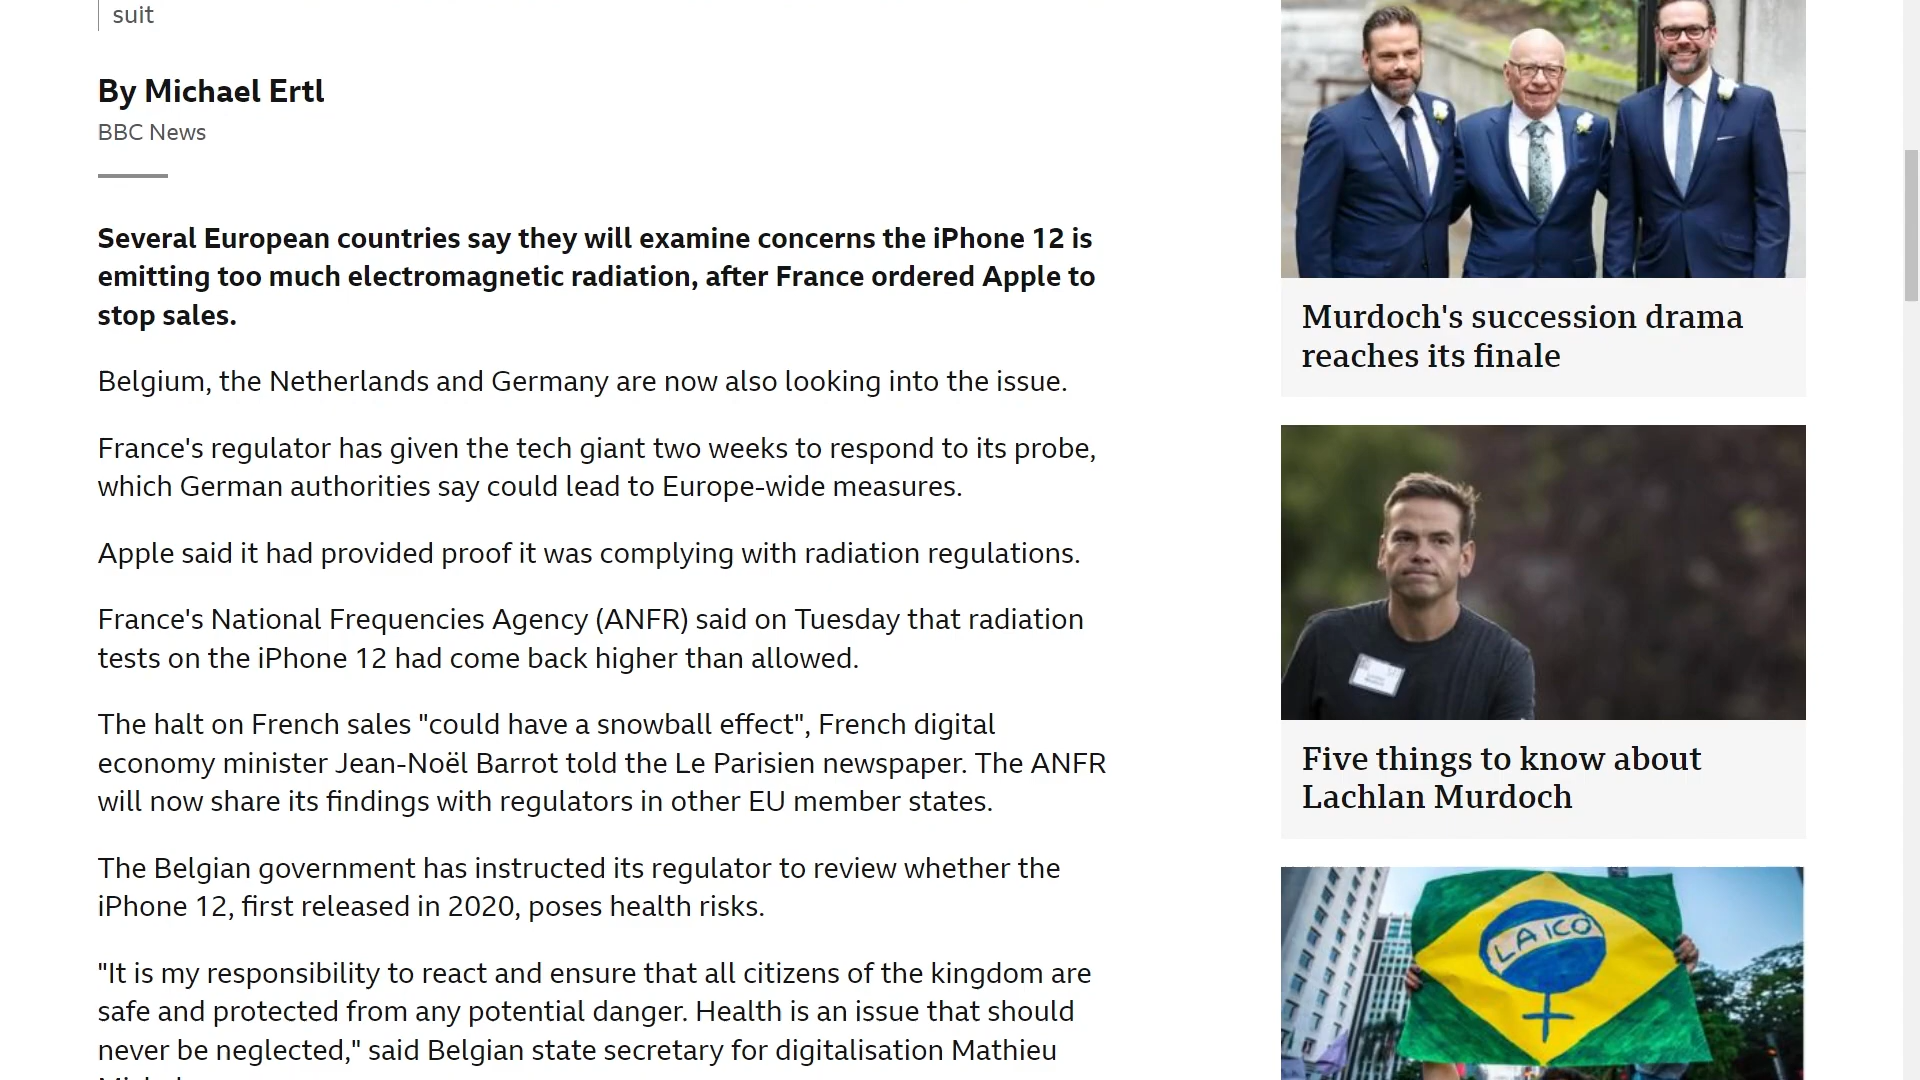 suit
By Michael Ertl
BBC News
Several European countries say they will examine concerns the iPhone 12 is
emitting too much electromagnetic radiation, after France ordered Apple to
stop sales.
Belgium, the Netherlands and Germany are now also looking into the issue.
France's regulator has given the tech giant two weeks to respond to its probe,
which German authorities say could lead to Europe-wide measures.
Apple said it had provided proof it was complying with radiation regulations.
France's National Frequencies Agency (ANFR) said on Tuesday that radiation
tests on the iPhone 12 had come back higher than allowed.
The halt on French sales "could have a snowball effect", French digital
economy minister Jean-Noël Barrot told the Le Parisien newspaper. The ANFR
will now share its findings with regulators in other EU member states.
The Belgian government has instructed its regulator to review whether the
iPhone 12, first released in 2020, poses health risks.
"It is my responsibility to react and ensure that all citizens of the kingdom are
safe and protected from any potential danger. Health is an issue that should
never be neglected," said Belgian state secretary for digitalisation Mathieu
Murdoch's succession drama
reaches its finale
Five things to know about
Lachlan Murdoch
LAICO